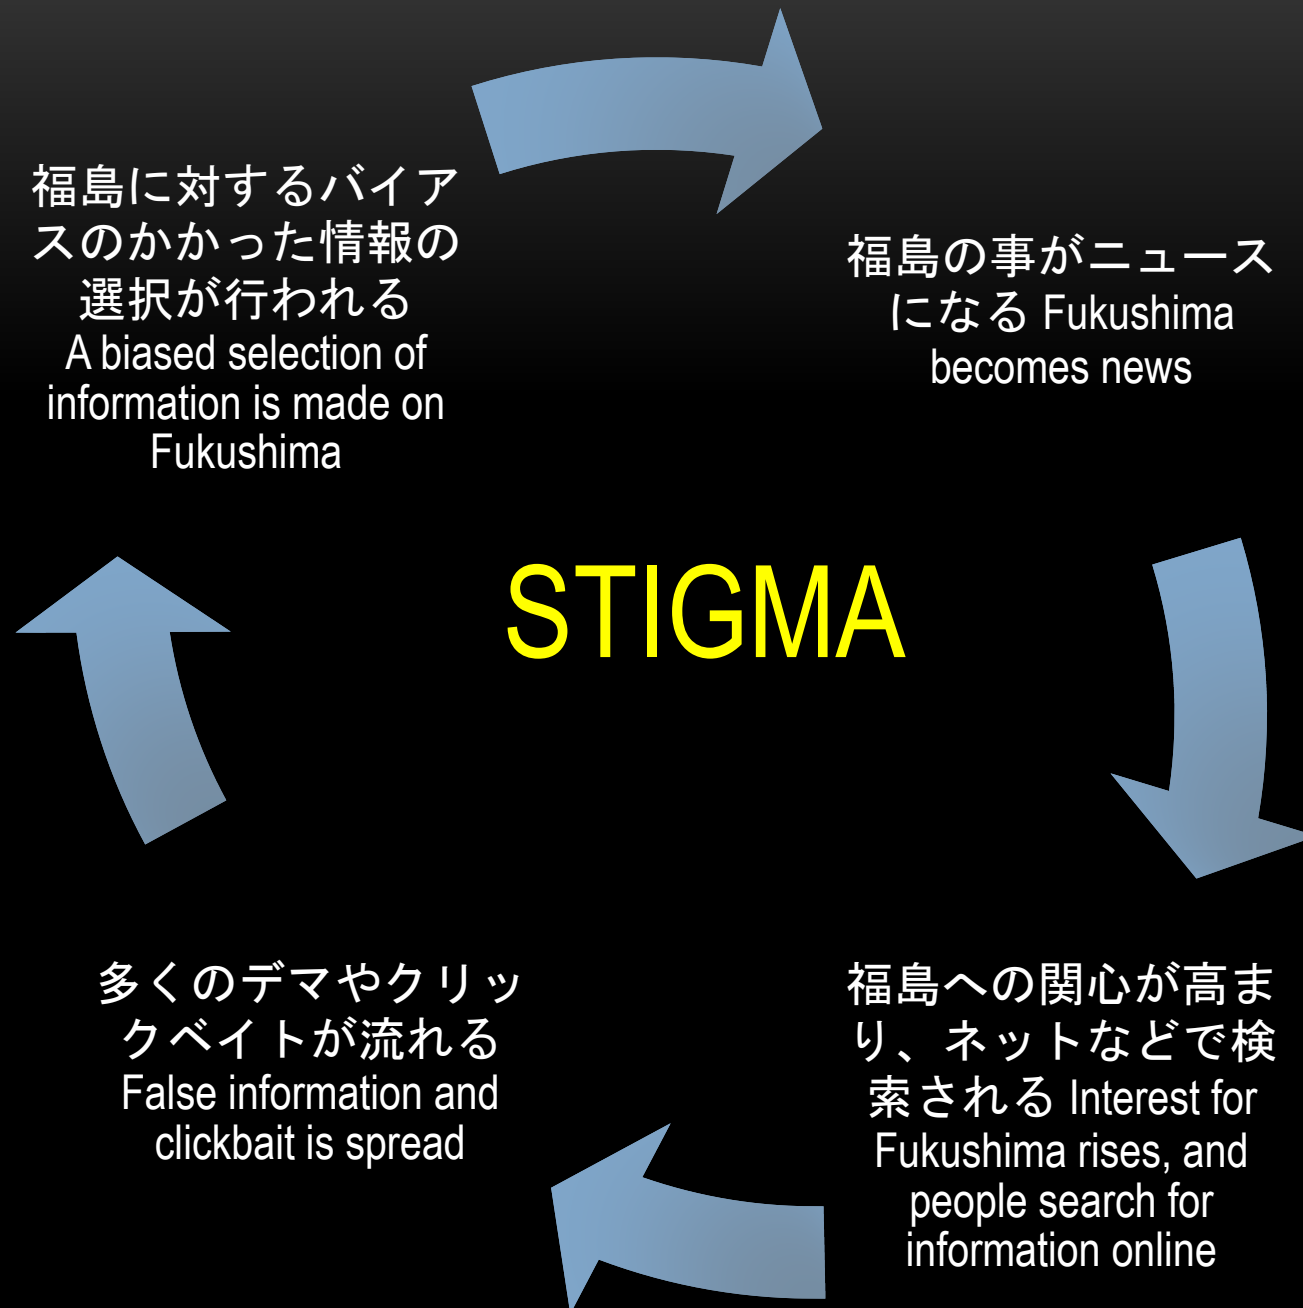 福島に対するバイア
スのかかった情報の
選択が行われる
A biased selection of
information is made on
Fukushima
福島の事がニュース
になる Fukushima
becomes news
STIGMA
多くのデマやクリッ
クベイトが流れる
False information and
clickbait is spread
福島への関心が高ま
り、ネットなどで検
索される Interest for
Fukushima rises, and
people search for
information online